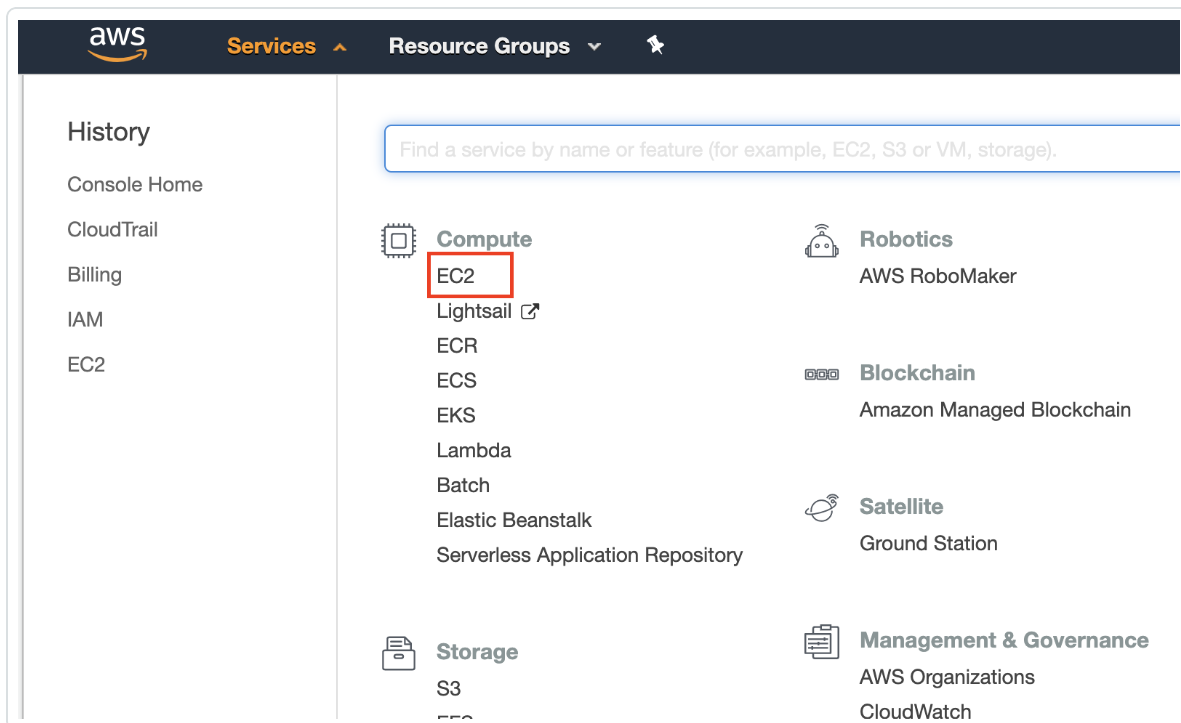 aws
Services
Resource Groups
History
Console Home
CloudTrail
Billing
IAM
EC2
Find a service by name or feature (for example, EC2, S3 or VM, storage).
Compute
EC2
Lightsail
ECR
ECS
EKS
Lambda
Batch
Elastic Beanstalk
Serverless Application Repository
Storage
S3
Robotics
AWS RoboMaker
Blockchain
Amazon Managed Blockchain
Satellite
Ground Station
Management & Governance
AWS Organizations
CloudWatch